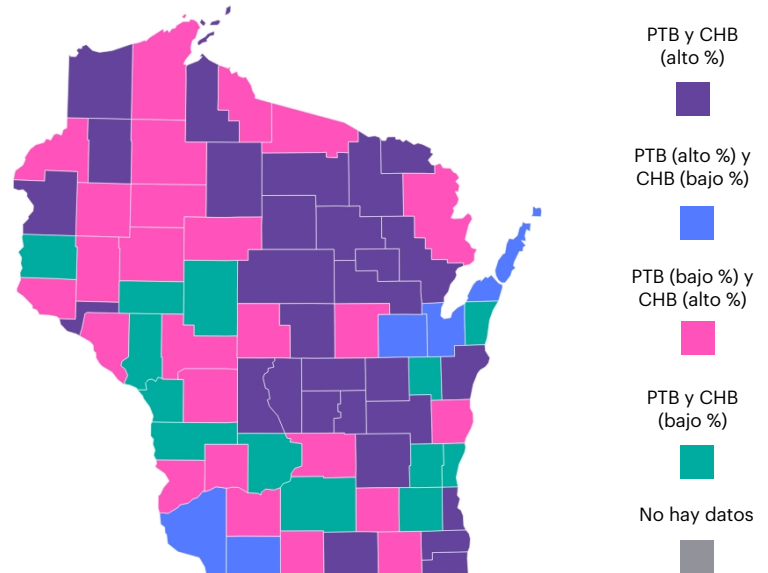 PTB y CHB
(alto %)
PTB (alto %) y
CHB (bajo %)
PTB (bajo %) y
CHB (alto %)
PTB y CHB
(bajo %)
No hay datos